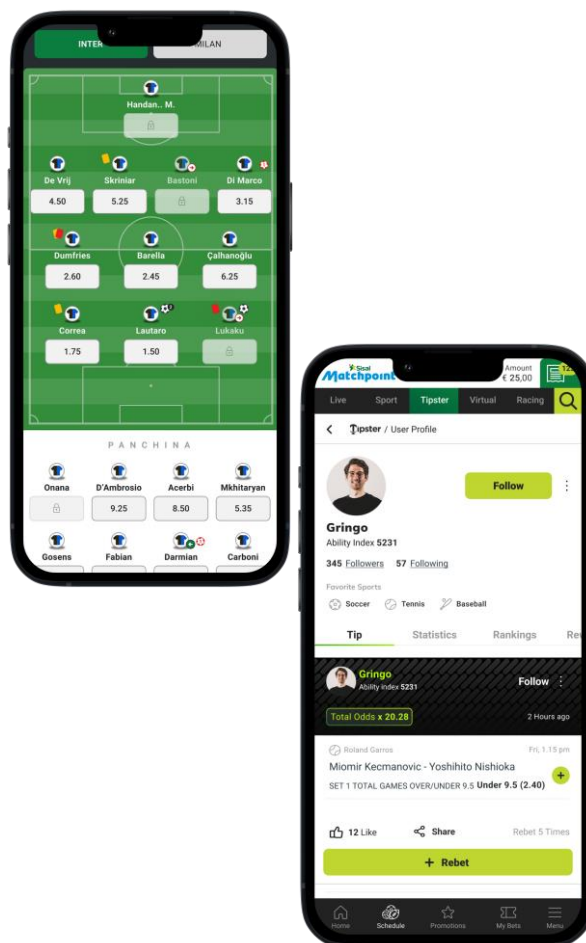 INTER
MILAN
Handan.. M.
De Vrij
Skriniar
Bastoni
Di Marco
4.50
5.25
3.15
Dumfries
Barella
Çalhanoğlu
2.60
2.45
6.25
Correa
Lautaro
Lukaku
1.75
1.50
PANCHINA
Onana
D'Ambrosio
Acerbi
Mkhitaryan
9.25
8.50
5.35
Gosens
Fabian
Darmian
Carboni
Sisal
Matchpoint
Amount
€ 25,00
Live Sport Tipster Virtual Racing
Tipster / User Profile
Follow
Gringo
Ability Index 5231
345 Followers 57 Following
Favorite Sports
Soccer Tennis Baseball
Tip Statistics Rankings
Gringo
Ability index 5231
Follow
Total Odds x 20.28
2 Hours ago
Roland Garros
Fri, 1.15 pm
Miomir Kecmanovic - Yoshihito Nishioka
SET 1 TOTAL GAMES OVER/UNDER 9.5 Under 9.5 (2.40)
12 Like
Share
Rebet 5 Times
+ Rebet
Home Schedule Promotions My Bets Menu